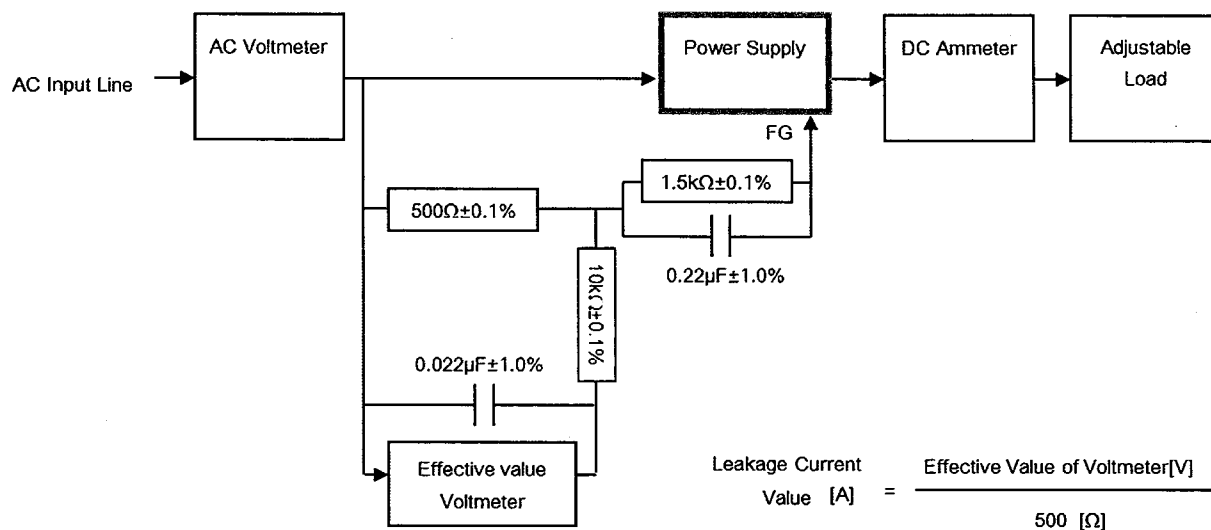 AC Voltmeter
Power Supply
DC Ammeter
Adjustable
Load
AC Input Line
FG
1.5kΩ±0.1%
500Ω±0.1%
0.22µF±1.0%
10kΩ±0.1%
0.022µF±1.0%
Effective value
Voltmeter
Leakage Current
Value [A]
=
Effective Value of Voltmeter[V]
500 [Ω]